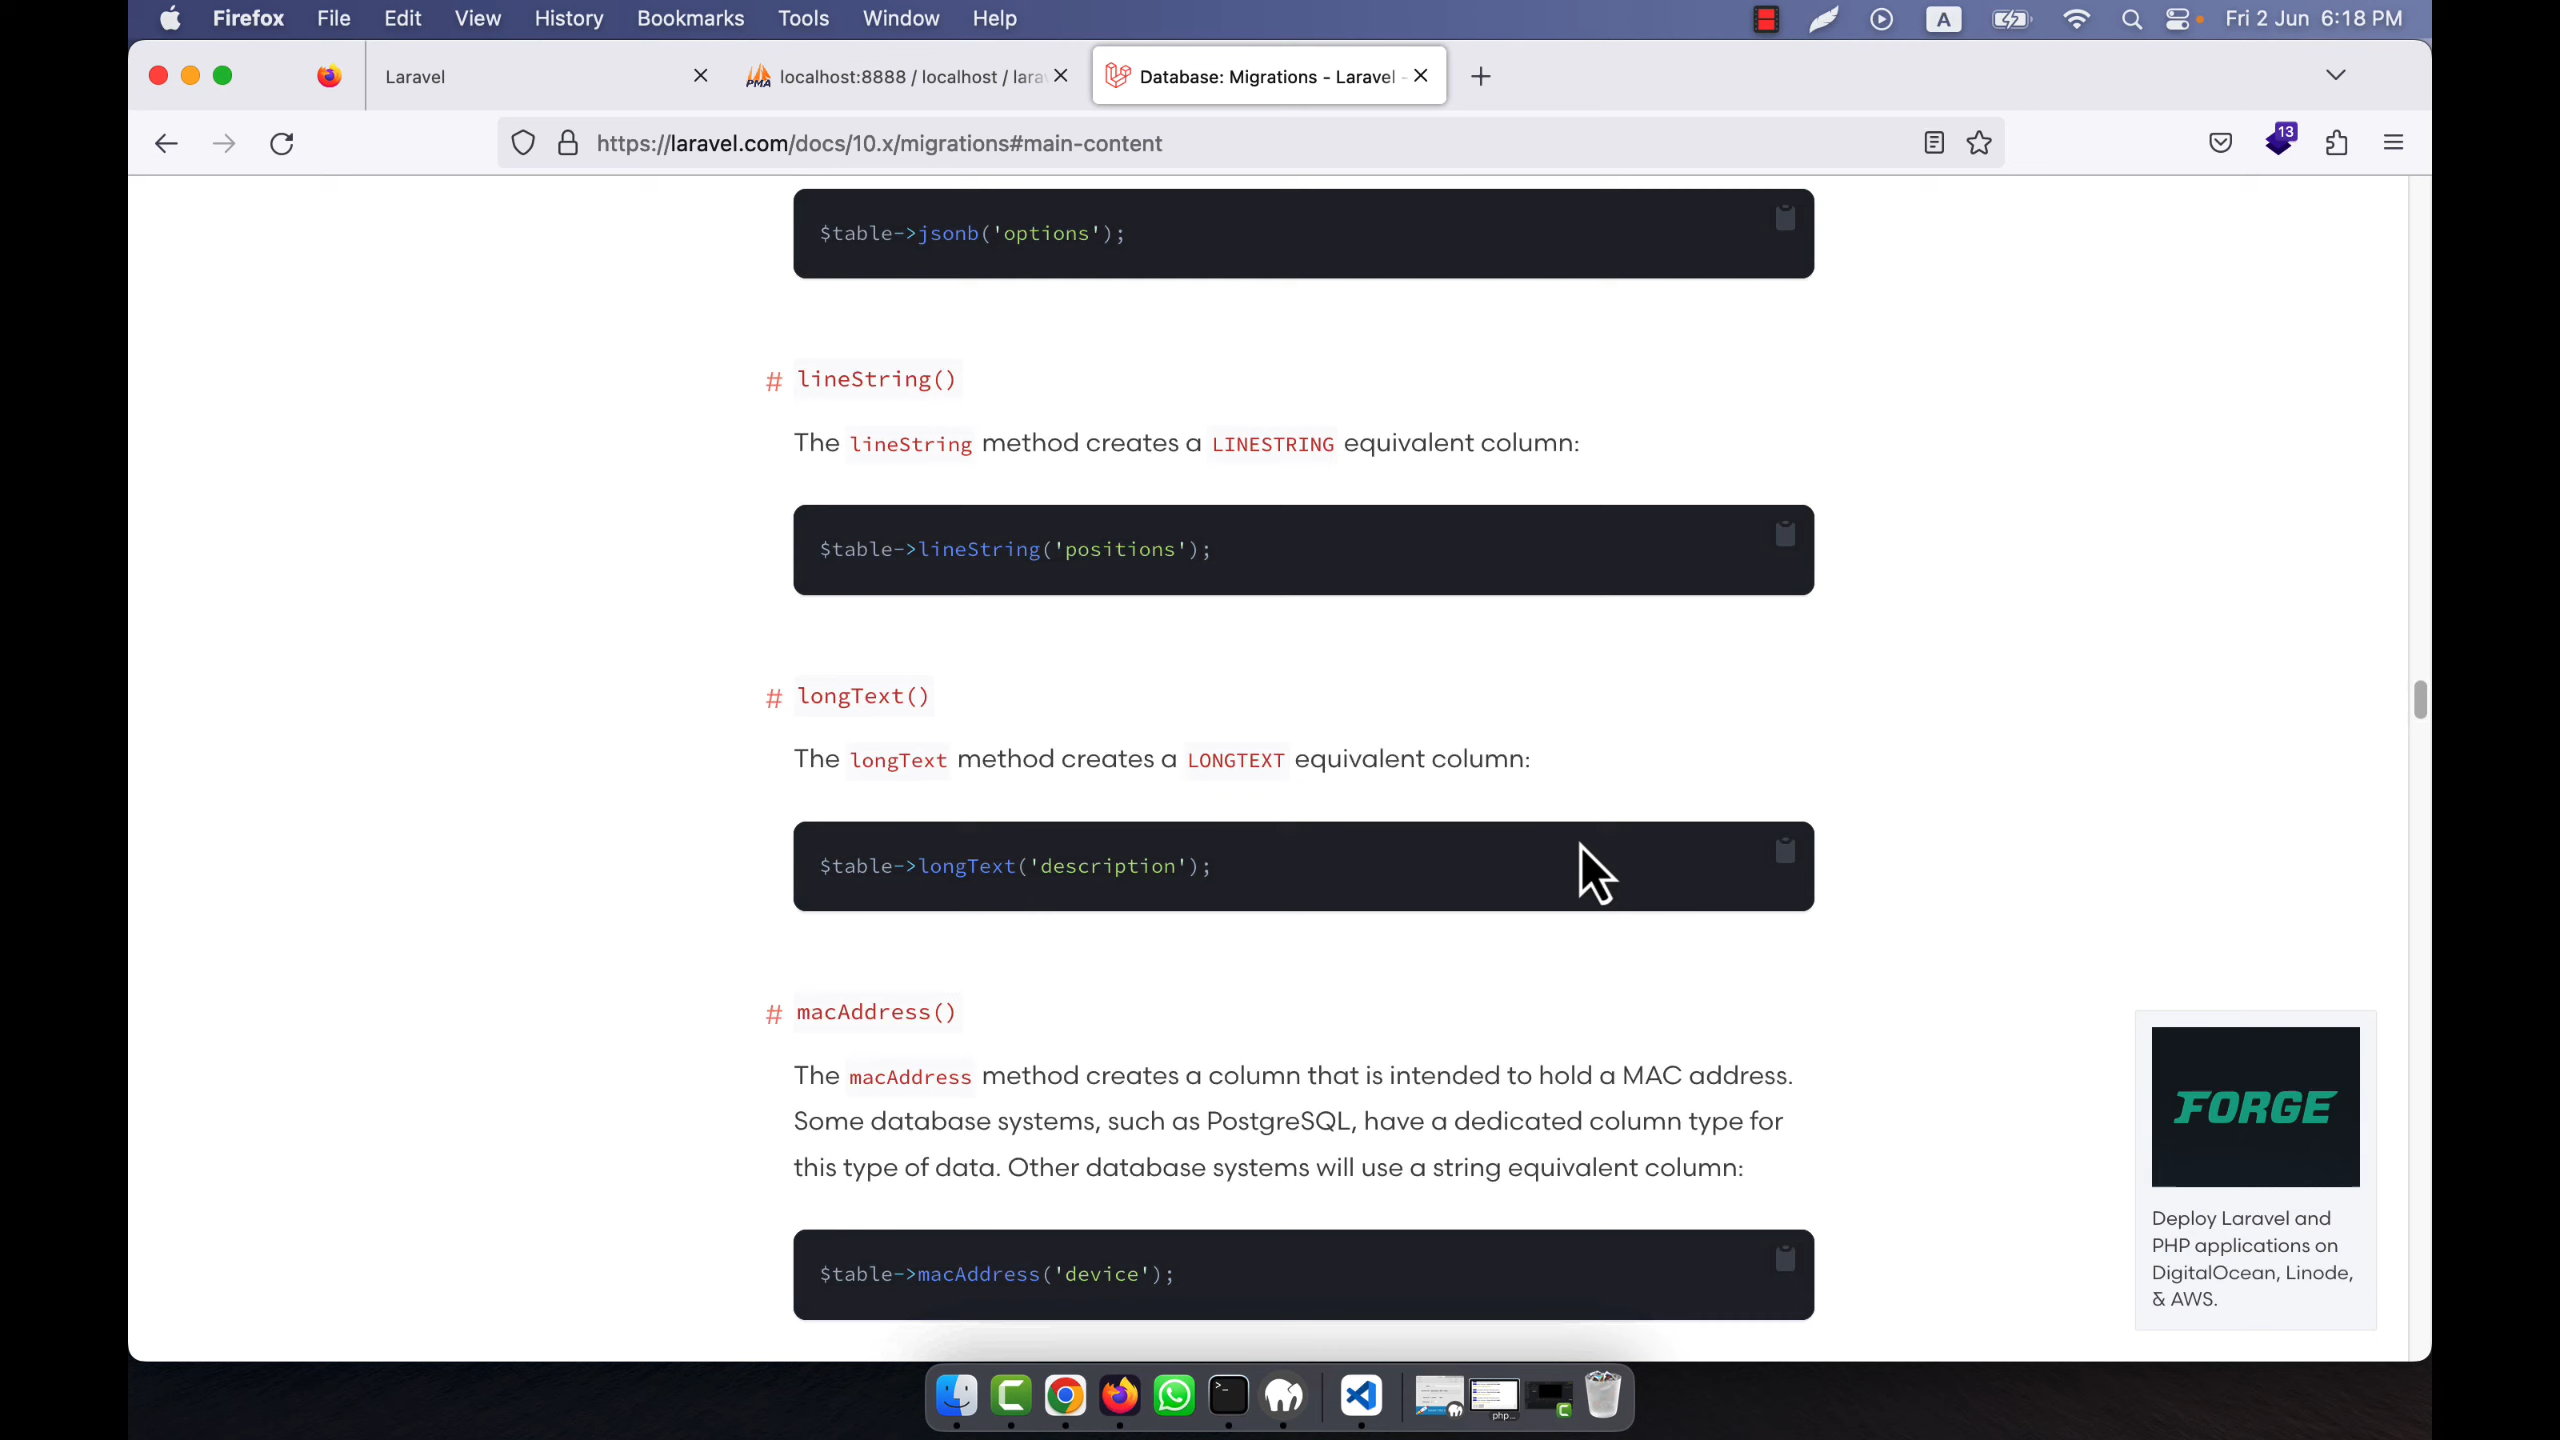 Firefox File Edit View History Bookmarks Tools Window Help A Fri 2 Jun 6:18 PM
Laravel PMA localhost:8888 / localhost / lara Database: Migrations - Laravel -
https://laravel.com/docs/10.x/migrations#main-content 13
$table->jsonb('options');
# lineString()
The lineString method creates a LINESTRING equivalent column:
$table->lineString('positions');
# longText()
The longText method creates a LONGTEXT equivalent column:
$table->longText('description');
# macAddress()
The macAddress method creates a column that is intended to hold a MAC address.
Some database systems, such as PostgreSQL, have a dedicated column type for
this type of data. Other database systems will use a string equivalent column:
$table->macAddress('device');
FORGE
Deploy Laravel and
PHP applications on
DigitalOcean, Linode,
& AWS.
php...